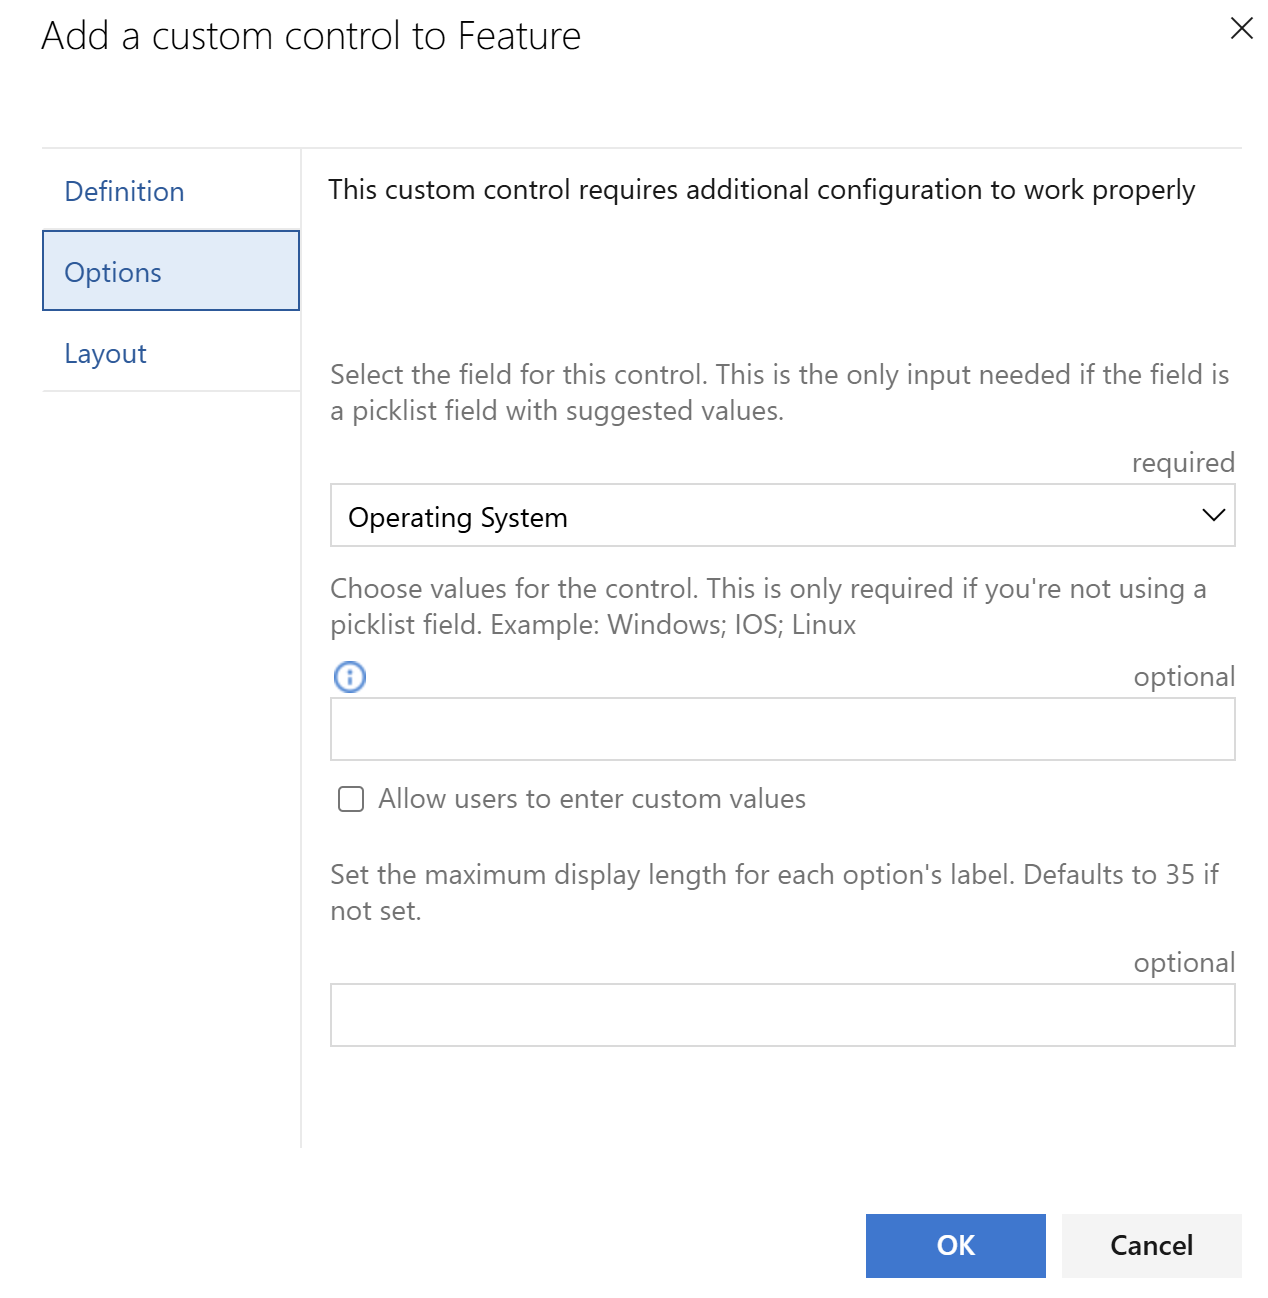 Add a custom control to Feature
Definition
Options
Layout
This custom control requires additional configuration to work properly
Select the field for this control. This is the only input needed if the field is
a picklist field with suggested values.
required
Operating System
Choose values for the control. This is only required if you're not using a
picklist field. Example: Windows; IOS; Linux
optional
Allow users to enter custom values
Set the maximum display length for each option's label. Defaults to 35 if
not set.
optional
OK
Cancel